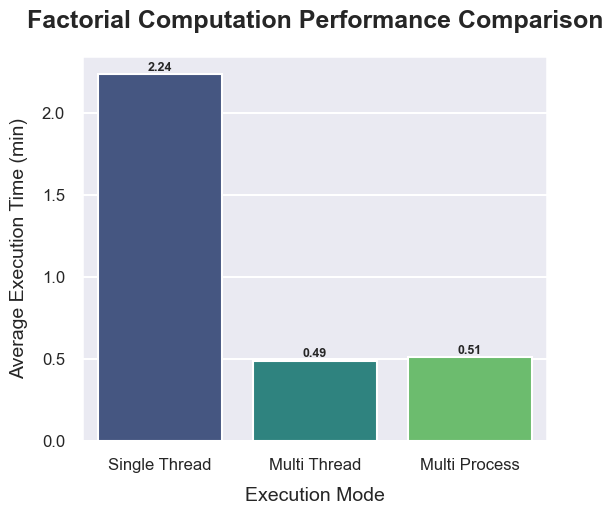 Factorial Computation Performance Comparison
2.24
2.0
1.5
1.0
0.5
0.0
0.49
0.51
Average Execution Time (min)
Single Thread
Multi Thread
Multi Process
Execution Mode